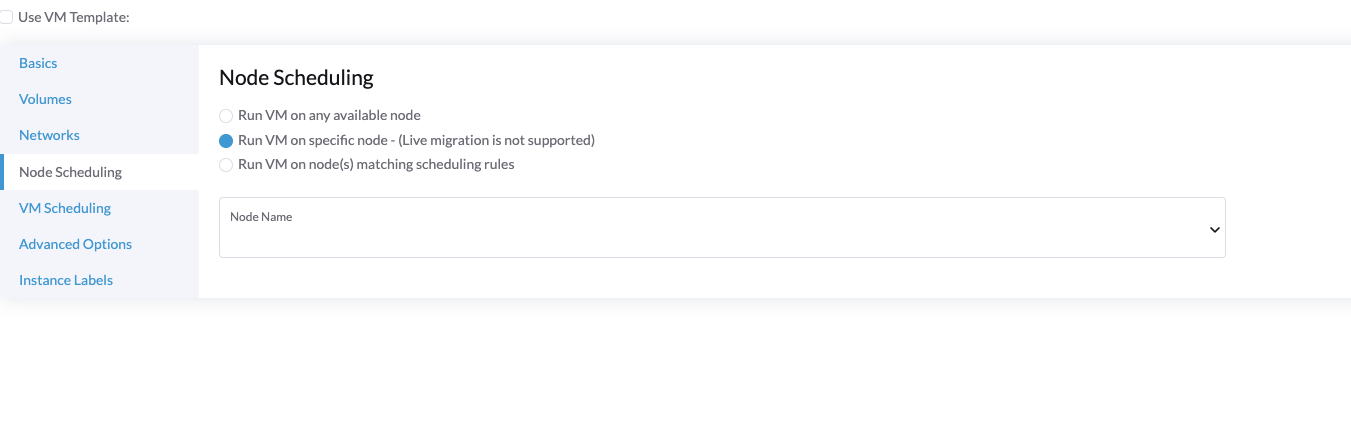 Use VM Template:
Basics
Volumes
Networks
Node Scheduling
VM Scheduling
Advanced Options
Instance Labels
Node Scheduling
Run VM on any available node
Run VM on specific node - (Live migration is not supported)
Run VM on node(s) matching scheduling rules
Node Name